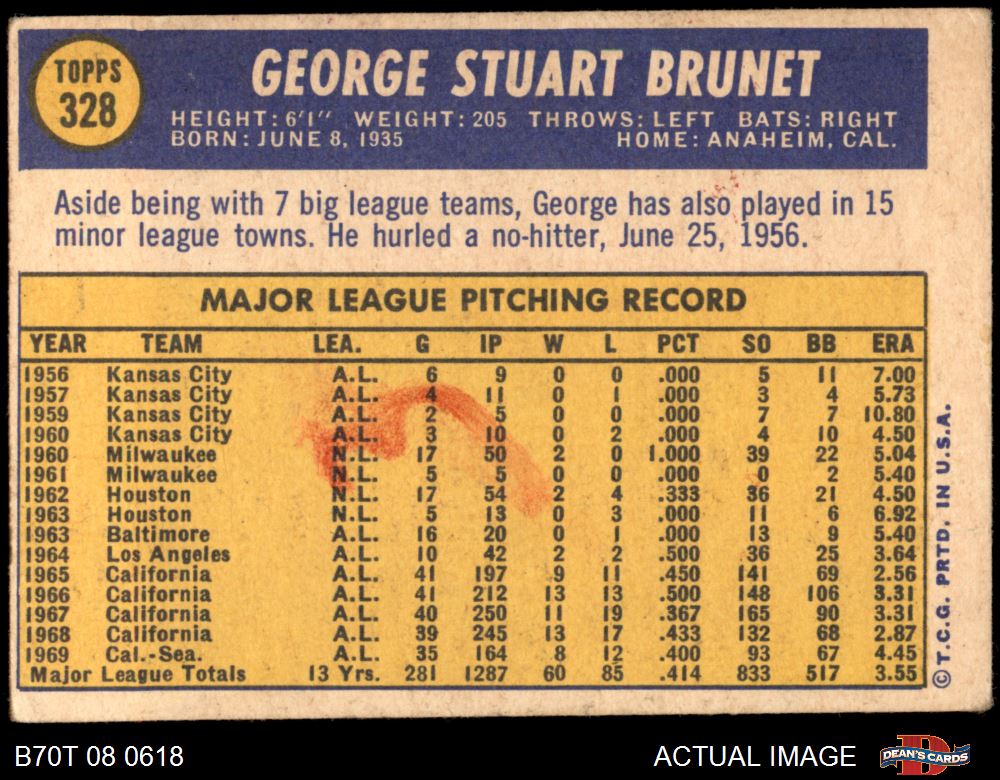 TOPPS
328
GEORGE STUART BRUNET
HEIGHT: 6'1" WEIGHT: 205 THROWS: LEFT BATS: RIGHT
BORN: JUNE 8, 1935 HOME: ANAHEIM, CAL.
Aside being with 7 big league teams, George has also played in 15
minor league towns. He hurled a no-hitter, June 25, 1956.
MAJOR LEAGUE PITCHING RECORD
YEAR TEAM LEA. G IP W L PCT SO BB ERA
1956 Kansas City A.L. 6 9 0 0 .000 5 11 7.00
1957 Kansas City A.L. 4 11 0 1 .000 3 4 5.73
1959 Kansas City A.L. 2 5 0 0 .000 7 7 10.80
1960 Kansas City A.L. 3 10 0 2 .000 4 10 4.50
1960 Milwaukee N.L. 17 50 2 0 1.000 39 22 5.04
1961 Milwaukee N.L. 5 5 0 0 .000 0 2 5.40
1962 Houston N.L. 17 54 2 4 .333 36 21 4.50
1963 Houston N.L. 5 13 0 3 .000 11 6 6.92
1963 Baltimore A.L. 16 20 0 1 .000 13 9 5.40
1964 Los Angeles A.L. 10 42 2 2 .500 36 25 3.64
1965 California A.L. 41 197 9 11 .450 141 69 2.56
1966 California A.L. 41 212 13 13 .500 148 106 3.31
1967 California A.L. 40 250 11 19 .367 165 90 3.31
1968 California A.L. 39 245 13 17 .433 132 68 2.87
1969 Cal.-Sea. A.L. 35 164 8 12 .400 93 67 4.45
Major League Totals 13 Yrs. 281 1287 60 85 .414 833 517 3.55
© T.C.G. PRTD. IN U.S.A.
B70T 08 0618 ACTUAL IMAGE
DEAN'S CARDS